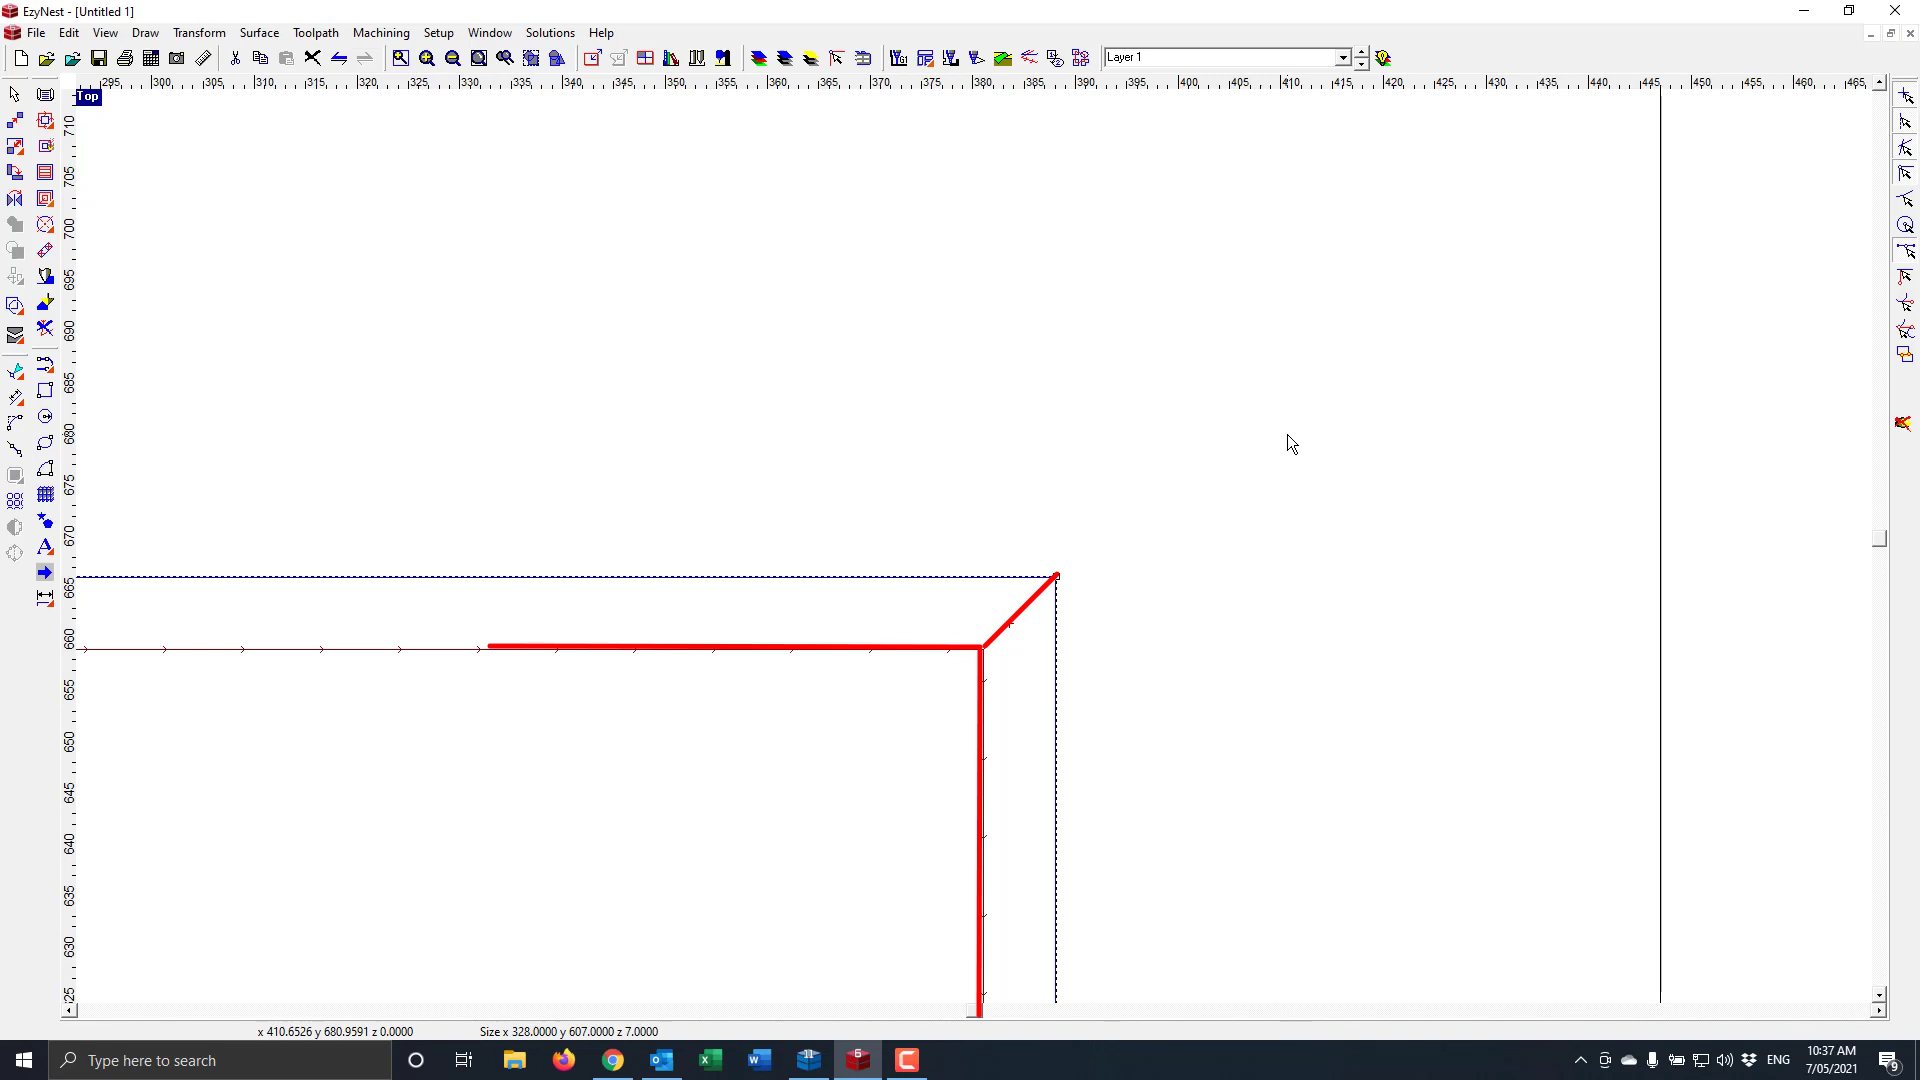 EzyNest - [Untitled 1]
File Edit View Draw Transform Surface Toolpath Machining Setup Window Solutions Help
Layer 1
295 300 305 310 315 320 325 330 335 340 345 350 355 360 365 370 375 380 385 390 395 400 405 410 415 420 425 430 435 440 445 450 455 460 465
Top
710
705
700
695
690
685
680
675
670
665
660
655
650
645
640
635
630
25
x 410.6526 y 680.9591 z 0.0000 Size x 328.0000 y 607.0000 z 7.0000
Type here to search
ENG
10:37 AM
7/05/2021
9